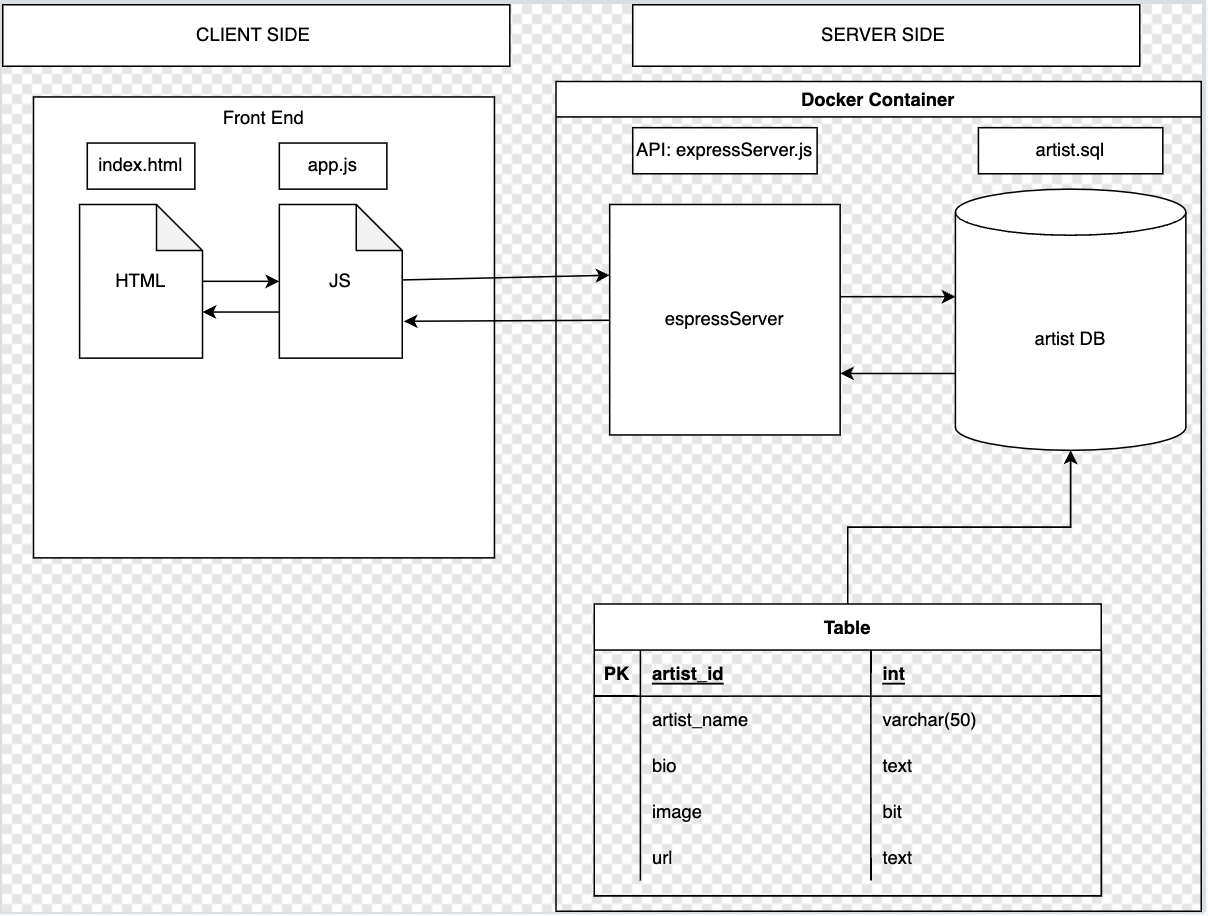 CLIENT SIDE
SERVER SIDE
Front End
index.html
app.js
HTML
JS
Docker Container
API: expressServer.js
artist.sql
espressServer
artist DB
Table
PK artist_id int
artist_name varchar(50)
bio text
image bit
url text